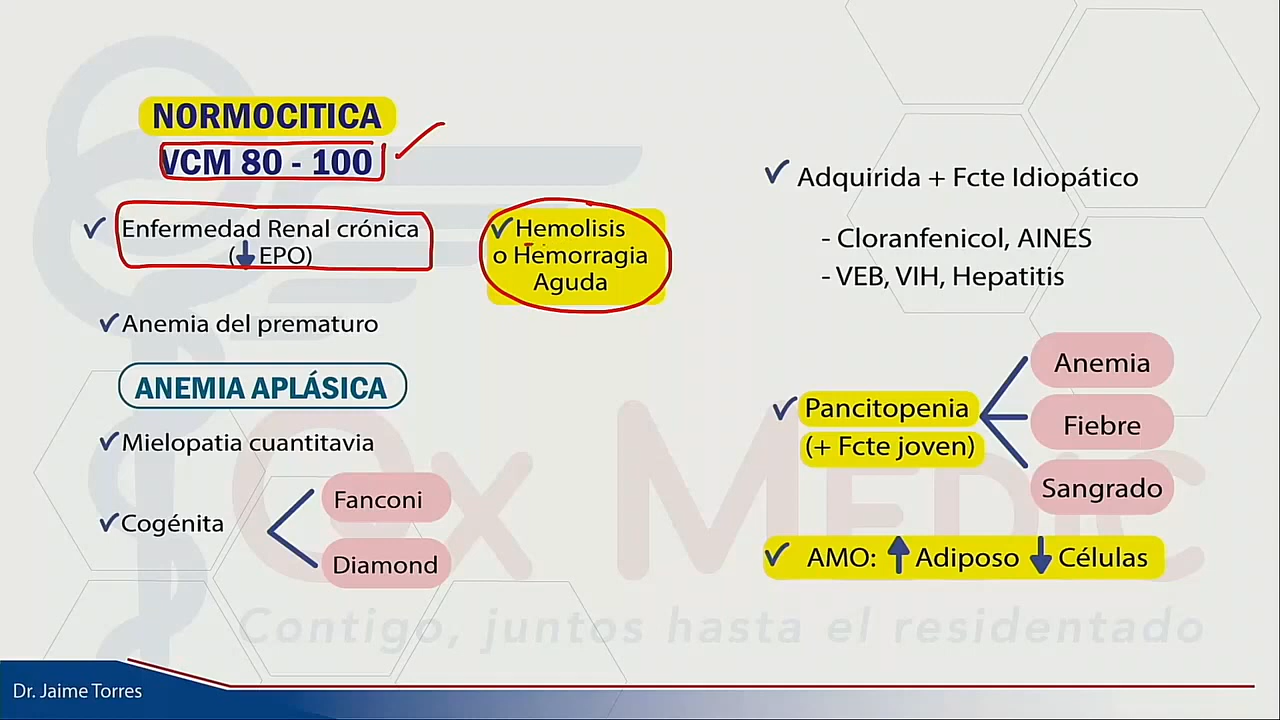 NORMOCITICA
VCM 80 - 100
Enfermedad Renal crónica
(↓EPO)
Hemolisis
o Hemorragia
Aguda
Anemia del prematuro
ANEMIA APLÁSICA
Mielopatia cuantitavia
Cogénita
Fanconi
Diamond
Adquirida + Fcte Idiopático
- Cloranfenicol, AINES
- VEB, VIH, Hepatitis
Pancitopenia
(+ Fcte joven)
Anemia
Fiebre
Sangrado
AMO: ↑ Adiposo ↓ Células
Qx MEDIC
Contigo, juntos hasta el residentado
Dr. Jaime Torres